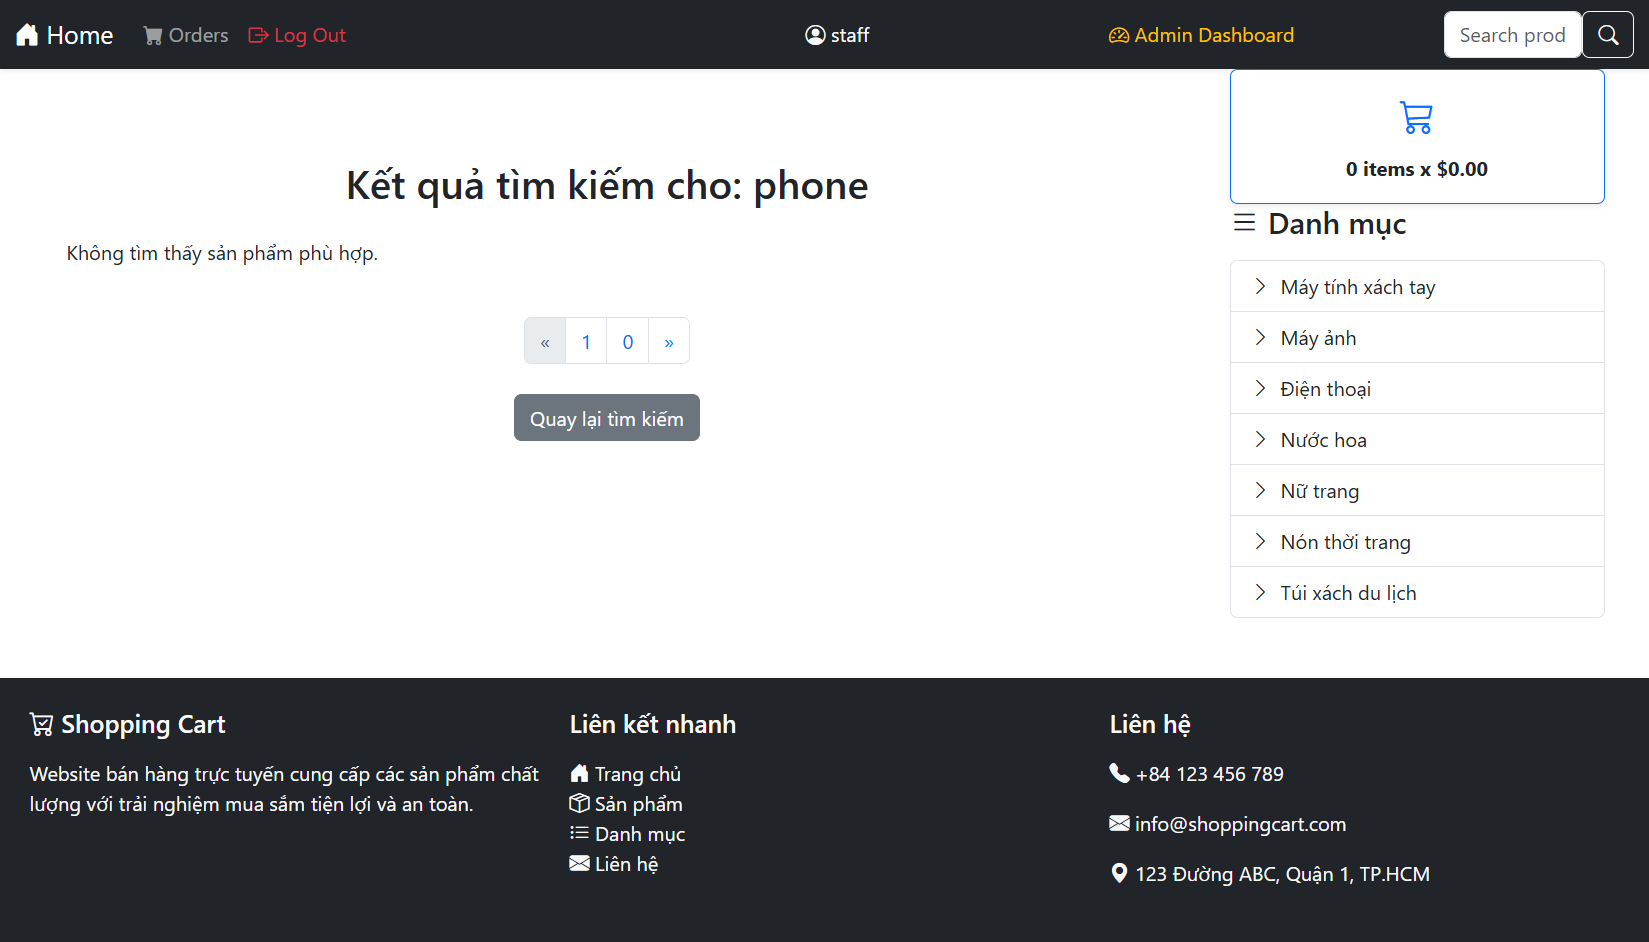 Home Orders Log Out staff Admin Dashboard Search prod
0 items x $0.00
Kết quả tìm kiếm cho: phone
Không tìm thấy sản phẩm phù hợp.
« 1 0 »
Quay lại tìm kiếm
Danh mục
Máy tính xách tay
Máy ảnh
Điện thoại
Nước hoa
Nữ trang
Nón thời trang
Túi xách du lịch
Shopping Cart
Website bán hàng trực tuyến cung cấp các sản phẩm chất
lượng với trải nghiệm mua sắm tiện lợi và an toàn.
Liên kết nhanh
Trang chủ
Sản phẩm
Danh mục
Liên hệ
Liên hệ
+84 123 456 789
info@shoppingcart.com
123 Đường ABC, Quận 1, TP.HCM